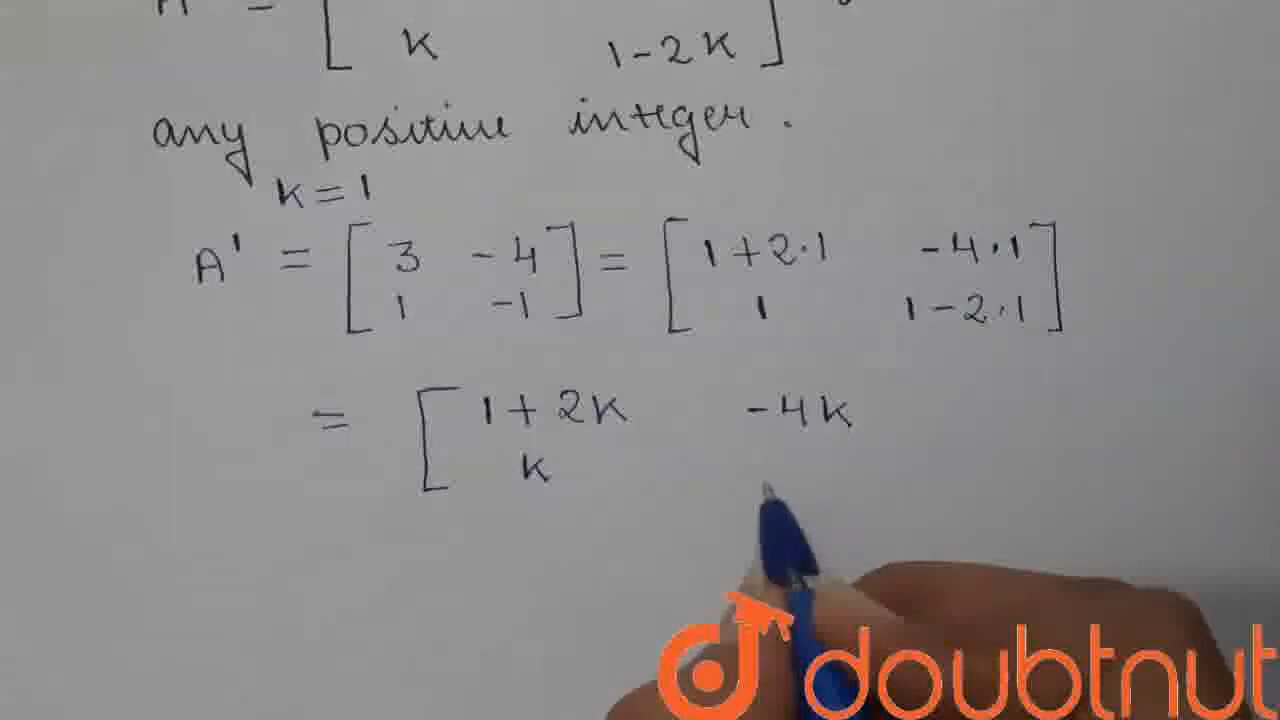 K 1-2K
any positive integer.
K=1
A' = [ 3 -4 ] = [ 1+2·1 -4·1 ]
1 -1 1 1-2·1
= [ 1+2K -4K
K
doubtnut